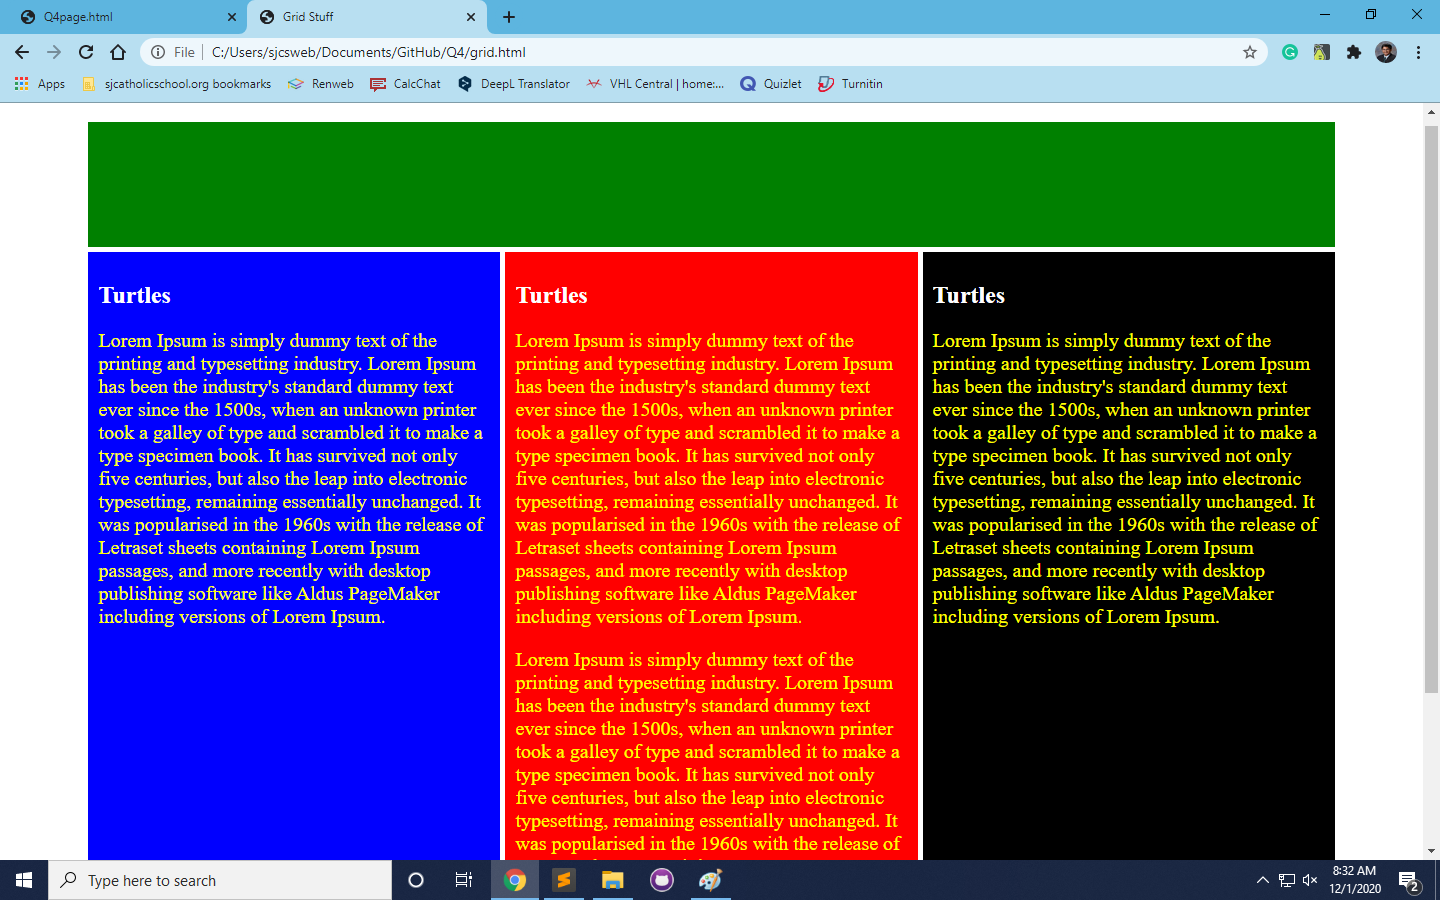 Q4page.html
Grid Stuff
File
C:/Users/sjcsweb/Documents/GitHub/Q4/grid.html
Apps
sjcatholicschool.org bookmarks
Renweb
CalcChat
DeepL Translator
VHL Central | home:...
Quizlet
Turnitin
Turtles
Lorem Ipsum is simply dummy text of the
printing and typesetting industry. Lorem Ipsum
has been the industry's standard dummy text
ever since the 1500s, when an unknown printer
took a galley of type and scrambled it to make a
type specimen book. It has survived not only
five centuries, but also the leap into electronic
typesetting, remaining essentially unchanged. It
was popularised in the 1960s with the release of
Letraset sheets containing Lorem Ipsum
passages, and more recently with desktop
publishing software like Aldus PageMaker
including versions of Lorem Ipsum.
Turtles
Lorem Ipsum is simply dummy text of the
printing and typesetting industry. Lorem Ipsum
has been the industry's standard dummy text
ever since the 1500s, when an unknown printer
took a galley of type and scrambled it to make a
type specimen book. It has survived not only
five centuries, but also the leap into electronic
typesetting, remaining essentially unchanged. It
was popularised in the 1960s with the release of
Letraset sheets containing Lorem Ipsum
passages, and more recently with desktop
publishing software like Aldus PageMaker
including versions of Lorem Ipsum.
Lorem Ipsum is simply dummy text of the
printing and typesetting industry. Lorem Ipsum
has been the industry's standard dummy text
ever since the 1500s, when an unknown printer
took a galley of type and scrambled it to make a
type specimen book. It has survived not only
five centuries, but also the leap into electronic
typesetting, remaining essentially unchanged. It
was popularised in the 1960s with the release of
Turtles
Lorem Ipsum is simply dummy text of the
printing and typesetting industry. Lorem Ipsum
has been the industry's standard dummy text
ever since the 1500s, when an unknown printer
took a galley of type and scrambled it to make a
type specimen book. It has survived not only
five centuries, but also the leap into electronic
typesetting, remaining essentially unchanged. It
was popularised in the 1960s with the release of
Letraset sheets containing Lorem Ipsum
passages, and more recently with desktop
publishing software like Aldus PageMaker
including versions of Lorem Ipsum.
Type here to search
8:32 AM
12/1/2020
2